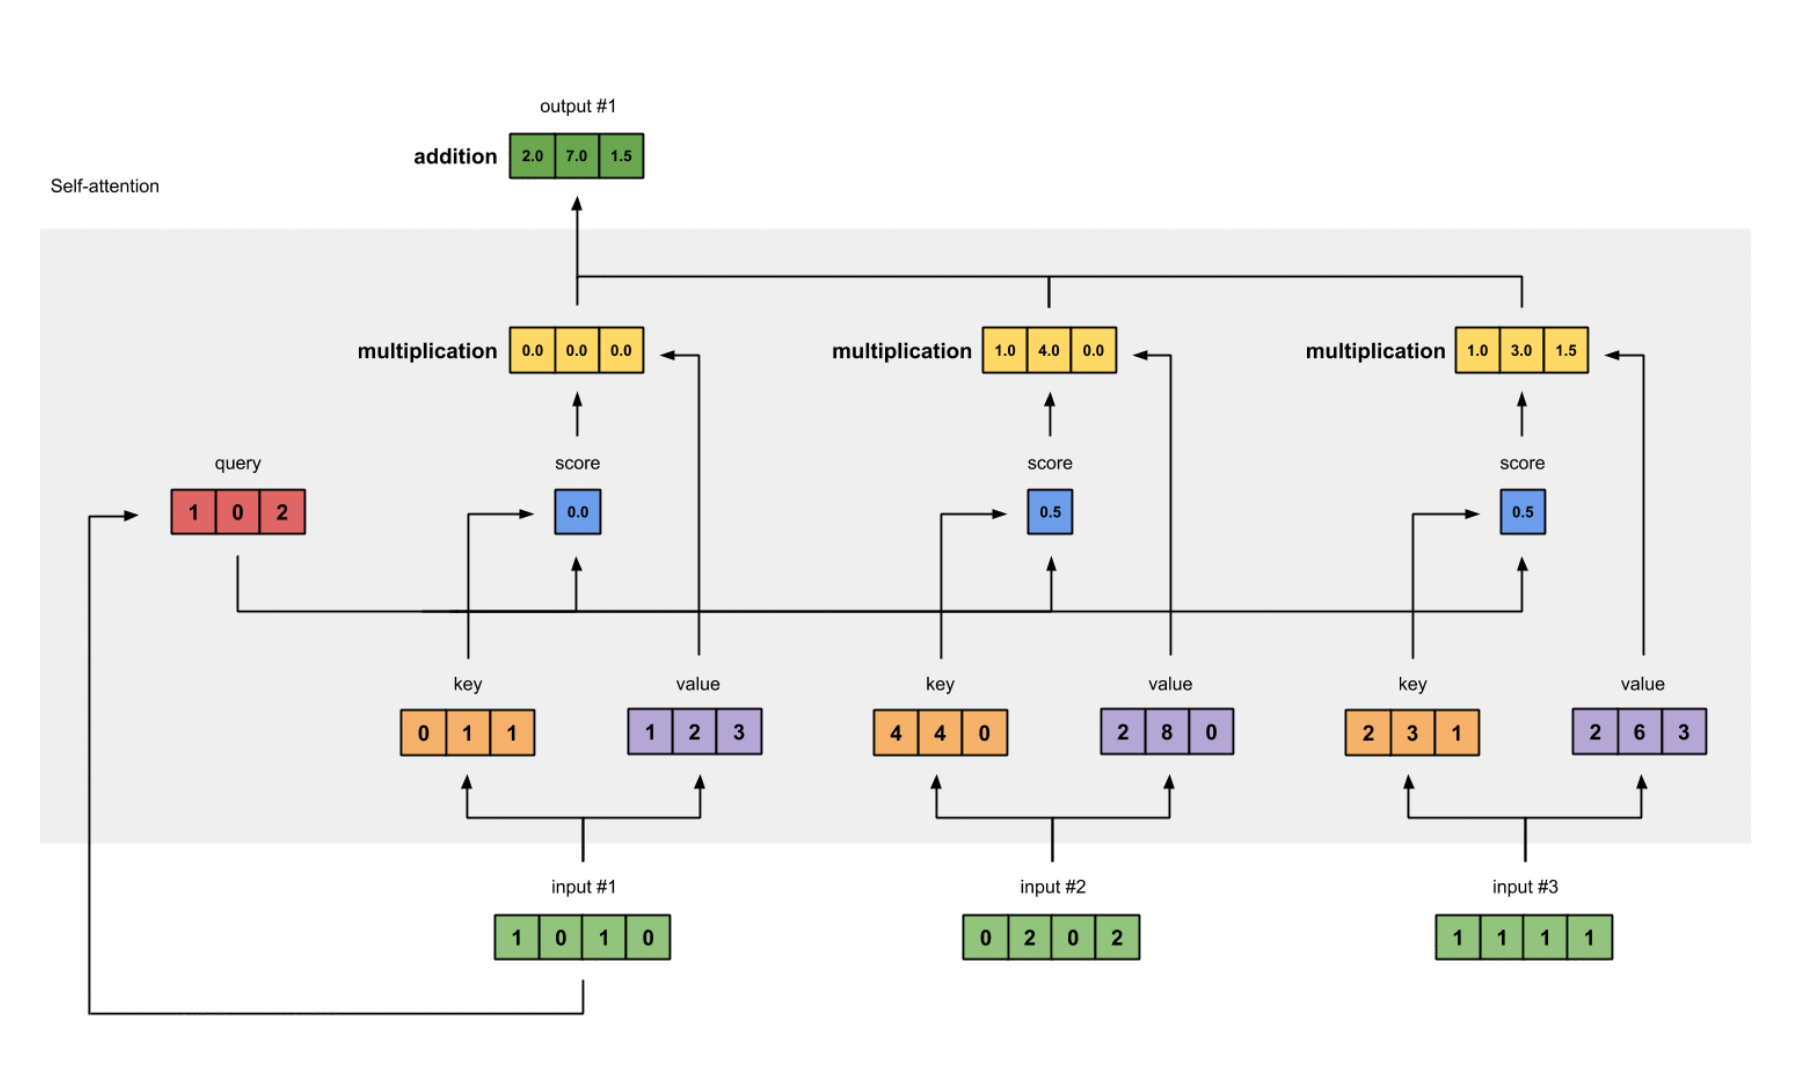 output #1
addition 2.0 7.0 1.5
Self-attention
multiplication 0.0 0.0 0.0 multiplication 1.0 4.0 0.0 multiplication 1.0 3.0 1.5
query score score score
1 0 2 0.0 0.5 0.5
key value key value key value
0 1 1 1 2 3 4 4 0 2 8 0 2 3 1 2 6 3
input #1 input #2 input #3
1 0 1 0 0 2 0 2 1 1 1 1